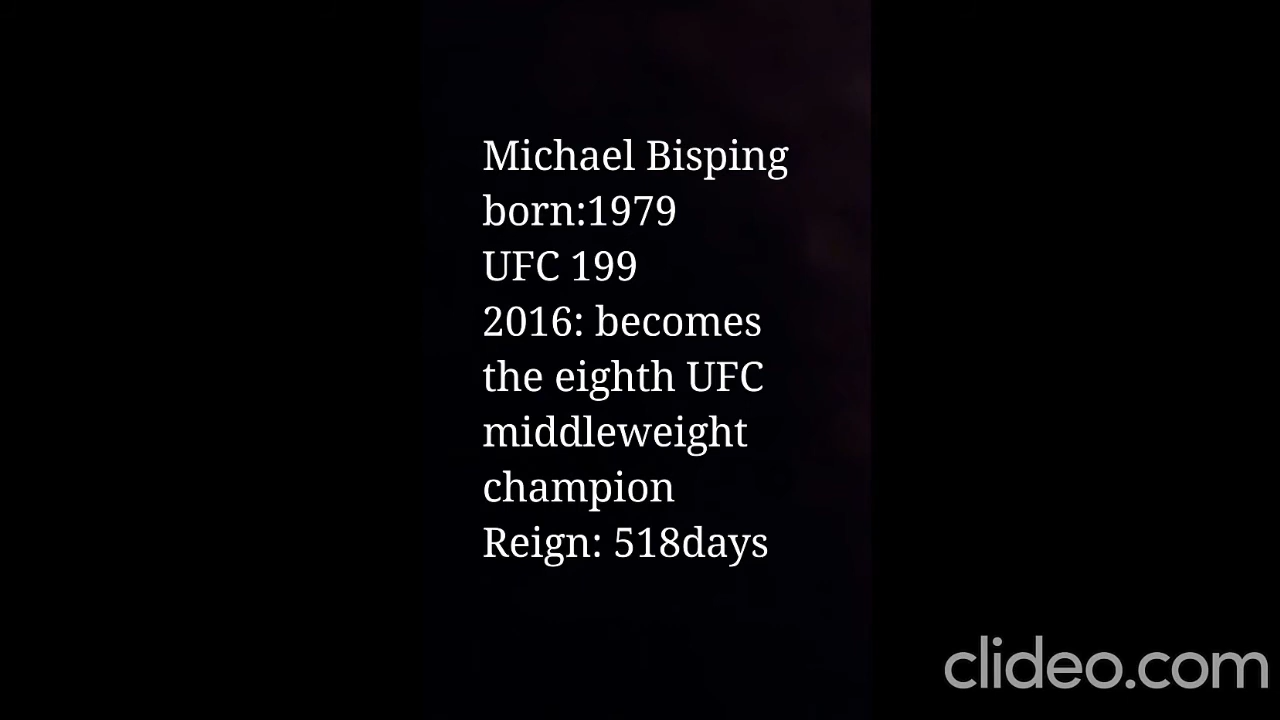 Michael Bisping
born:1979
UFC 199
2016: becomes
the eighth UFC
middleweight
champion
Reign: 518days
clideo.com